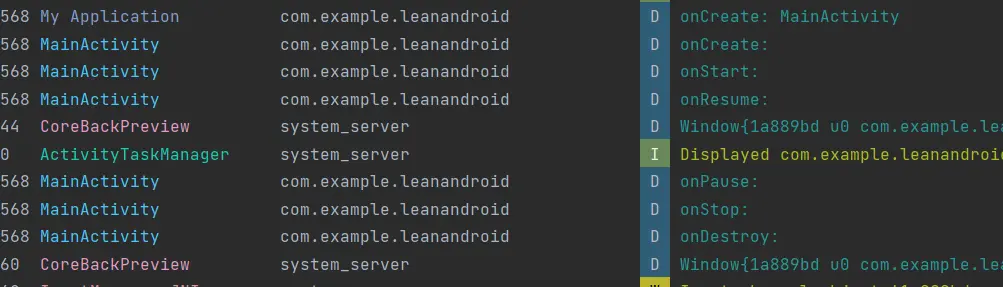 568 My Application com.example.leanandroid D onCreate: MainActivity
568 MainActivity com.example.leanandroid D onCreate:
568 MainActivity com.example.leanandroid D onStart:
568 MainActivity com.example.leanandroid D onResume:
44 CoreBackPreview system_server D Window{1a889bd u0 com.example.lea
0 ActivityTaskManager system_server I Displayed com.example.leanandroi
568 MainActivity com.example.leanandroid D onPause:
568 MainActivity com.example.leanandroid D onStop:
568 MainActivity com.example.leanandroid D onDestroy:
60 CoreBackPreview system_server D Window{1a889bd u0 com.example.lea